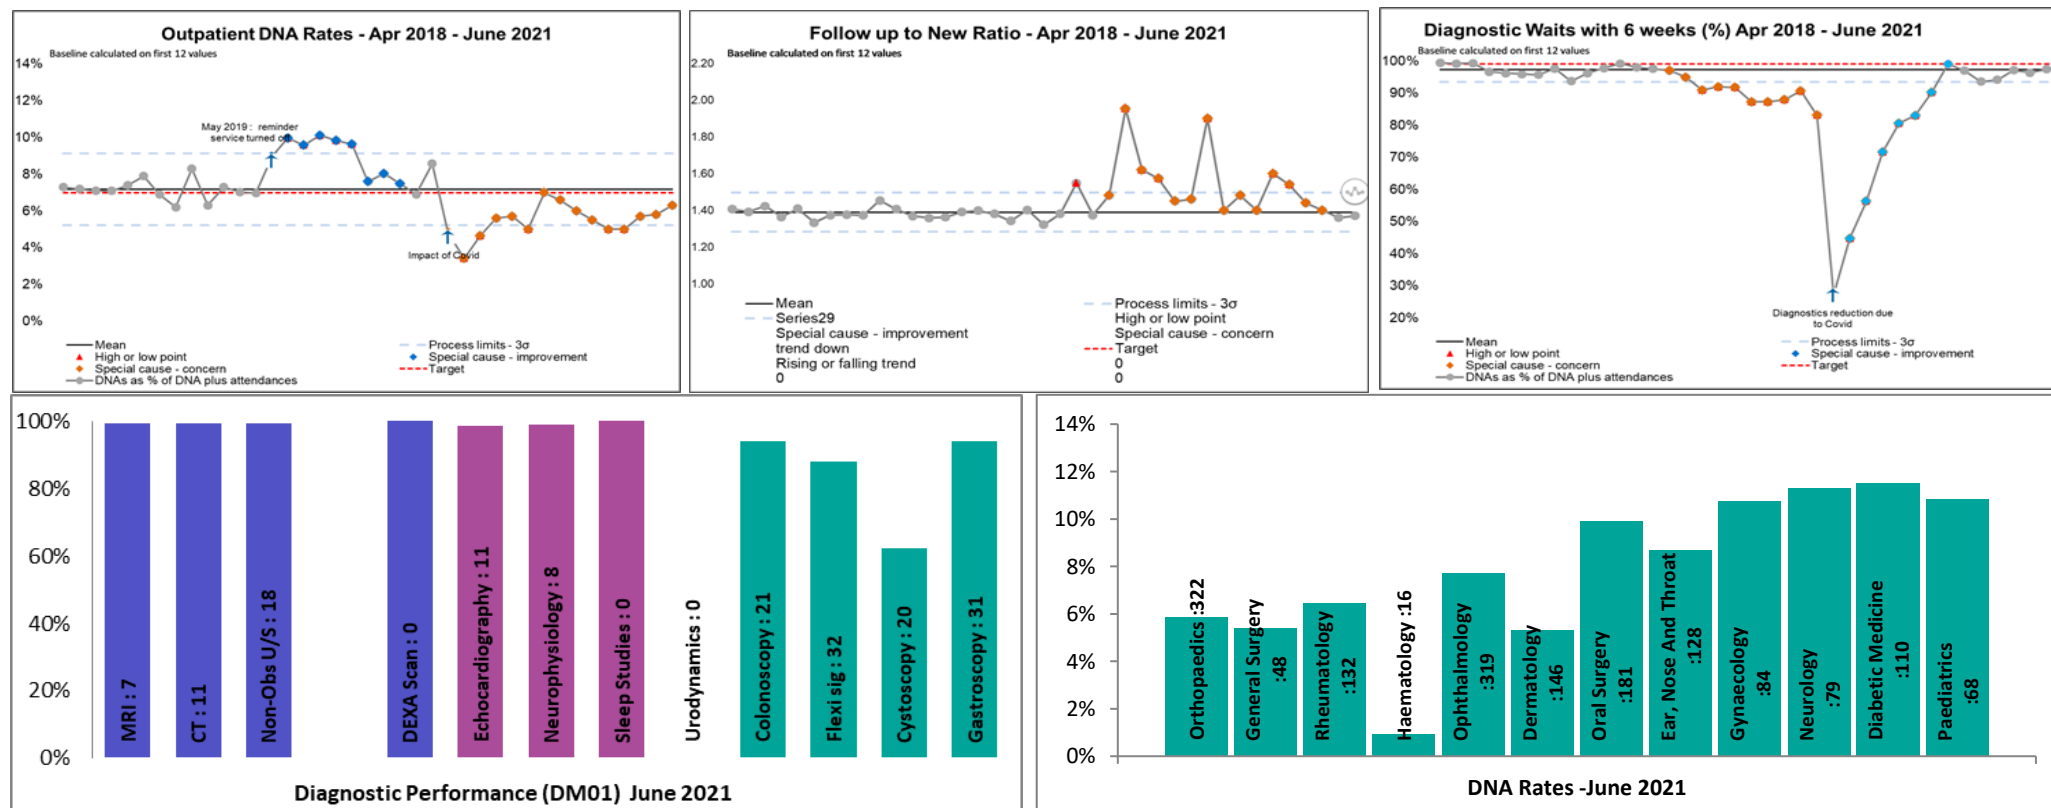 Outpatient DNA Rates - Apr 2018 - June 2021
Baseline calculated on first 12 values
14%
12%
10%
8%
6%
4%
2%
0%
May 2019 : reminder
service turned off
Impact of Covid
Mean
Process limits - 3σ
High or low point
Special cause - improvement
Special cause - concern
Target
DNAs as % of DNA plus attendances
Follow up to New Ratio - Apr 2018 - June 2021
Baseline calculated on first 12 values
2.20
2.00
1.80
1.60
1.40
1.20
1.00
Mean
Process limits - 3σ
Series29
High or low point
Special cause - improvement
Special cause - concern
trend down
Target
Rising or falling trend
0
0
0
Diagnostic Waits with 6 weeks (%) Apr 2018 - June 2021
Baseline calculated on first 12 values
100%
90%
80%
70%
60%
50%
40%
30%
20%
Diagnostics reduction due
to Covid
Mean
Process limits - 3σ
High or low point
Special cause - improvement
Special cause - concern
Target
DNAs as % of DNA plus attendances
100%
80%
60%
40%
20%
0%
MRI : 7
CT : 11
Non-Obs U/S : 18
DEXA Scan : 0
Echocardiography : 11
Neurophysiology : 8
Sleep Studies : 0
Urodynamics : 0
Colonoscopy : 21
Flexi sig : 32
Cystoscopy : 20
Gastroscopy : 31
Diagnostic Performance (DM01) June 2021
14%
12%
10%
8%
6%
4%
2%
0%
Orthopaedics :322
General Surgery
:48
Rheumatology
:132
Haematology :16
Ophthalmology
:319
Dermatology
:146
Oral Surgery
:181
Ear, Nose And Throat
:128
Gynaecology
:84
Neurology
:79
Diabetic Medicine
:110
Paediatrics
:68
DNA Rates -June 2021